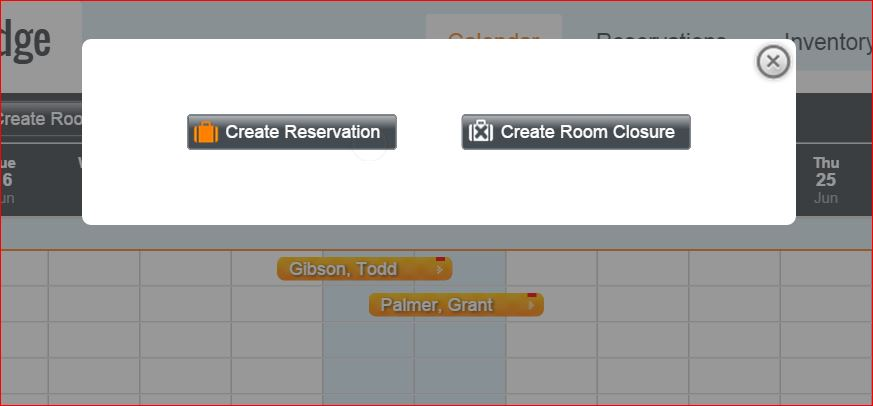 dge
Calendar
Reservations
Inventory
Create Reservation
Create Room Closure
Create Roo
ue
6
un
W
Thu
25
Jun
Gibson, Todd
Palmer, Grant